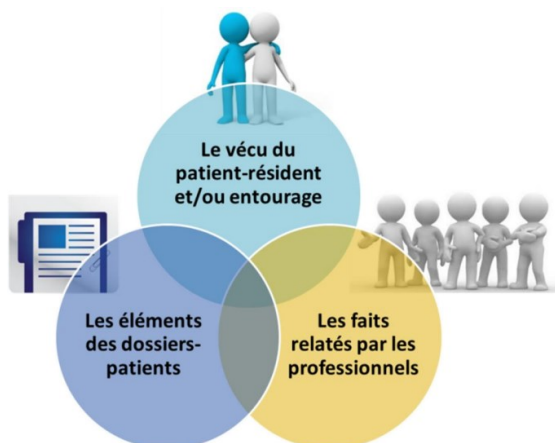 Le vécu du
patient-résident
et/ou entourage
Les éléments
des dossiers-
patients
Les faits
relatés par les
professionnels